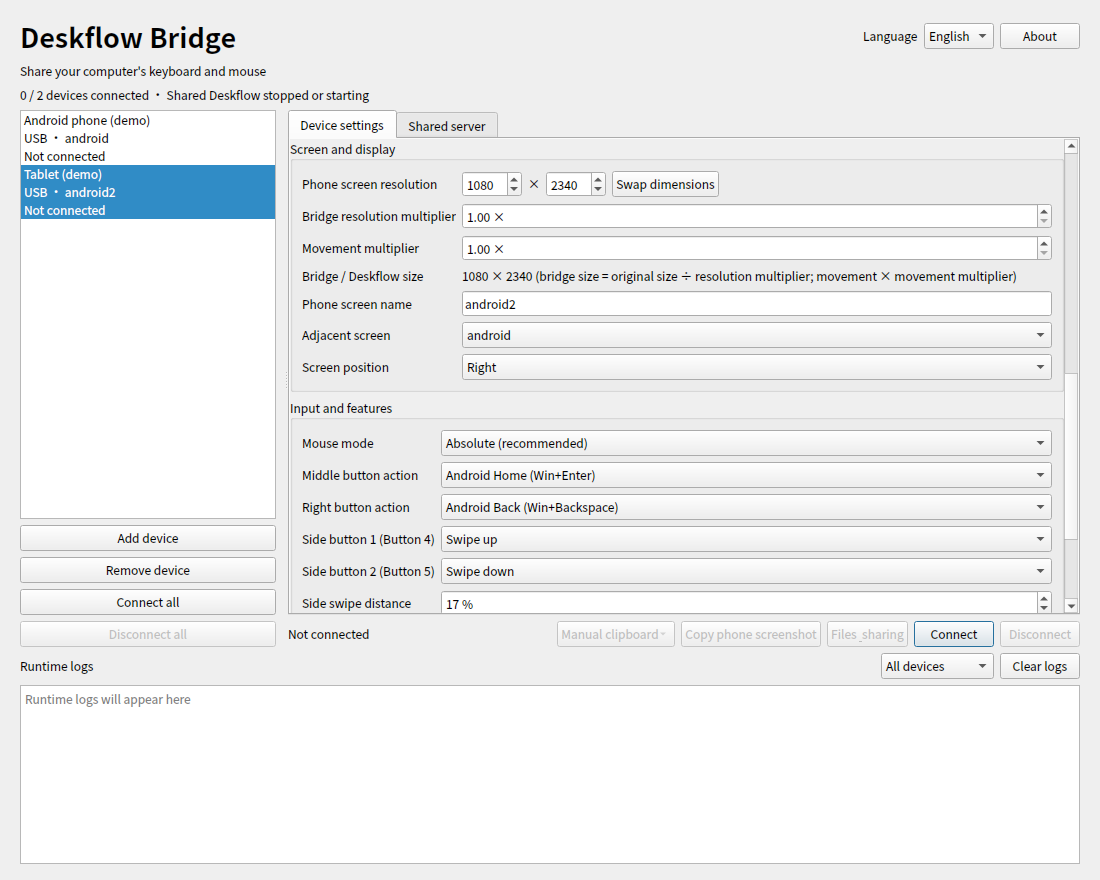 Deskflow Bridge
Language English About
Share your computer's keyboard and mouse
0 / 2 devices connected • Shared Deskflow stopped or starting
Android phone (demo)
USB • android
Not connected
Tablet (demo)
USB • android2
Not connected
Add device
Remove device
Connect all
Disconnect all
Device settings Shared server
Screen and display
Phone screen resolution 1080 × 2340 Swap dimensions
Bridge resolution multiplier 1.00 ×
Movement multiplier 1.00 ×
Bridge / Deskflow size 1080 × 2340 (bridge size = original size ÷ resolution multiplier; movement × movement multiplier)
Phone screen name android2
Adjacent screen android
Screen position Right
Input and features
Mouse mode Absolute (recommended)
Middle button action Android Home (Win+Enter)
Right button action Android Back (Win+Backspace)
Side button 1 (Button 4) Swipe up
Side button 2 (Button 5) Swipe down
Side swipe distance 17 %
Not connected Manual clipboard Copy phone screenshot Files_sharing Connect Disconnect
Runtime logs All devices Clear logs
Runtime logs will appear here